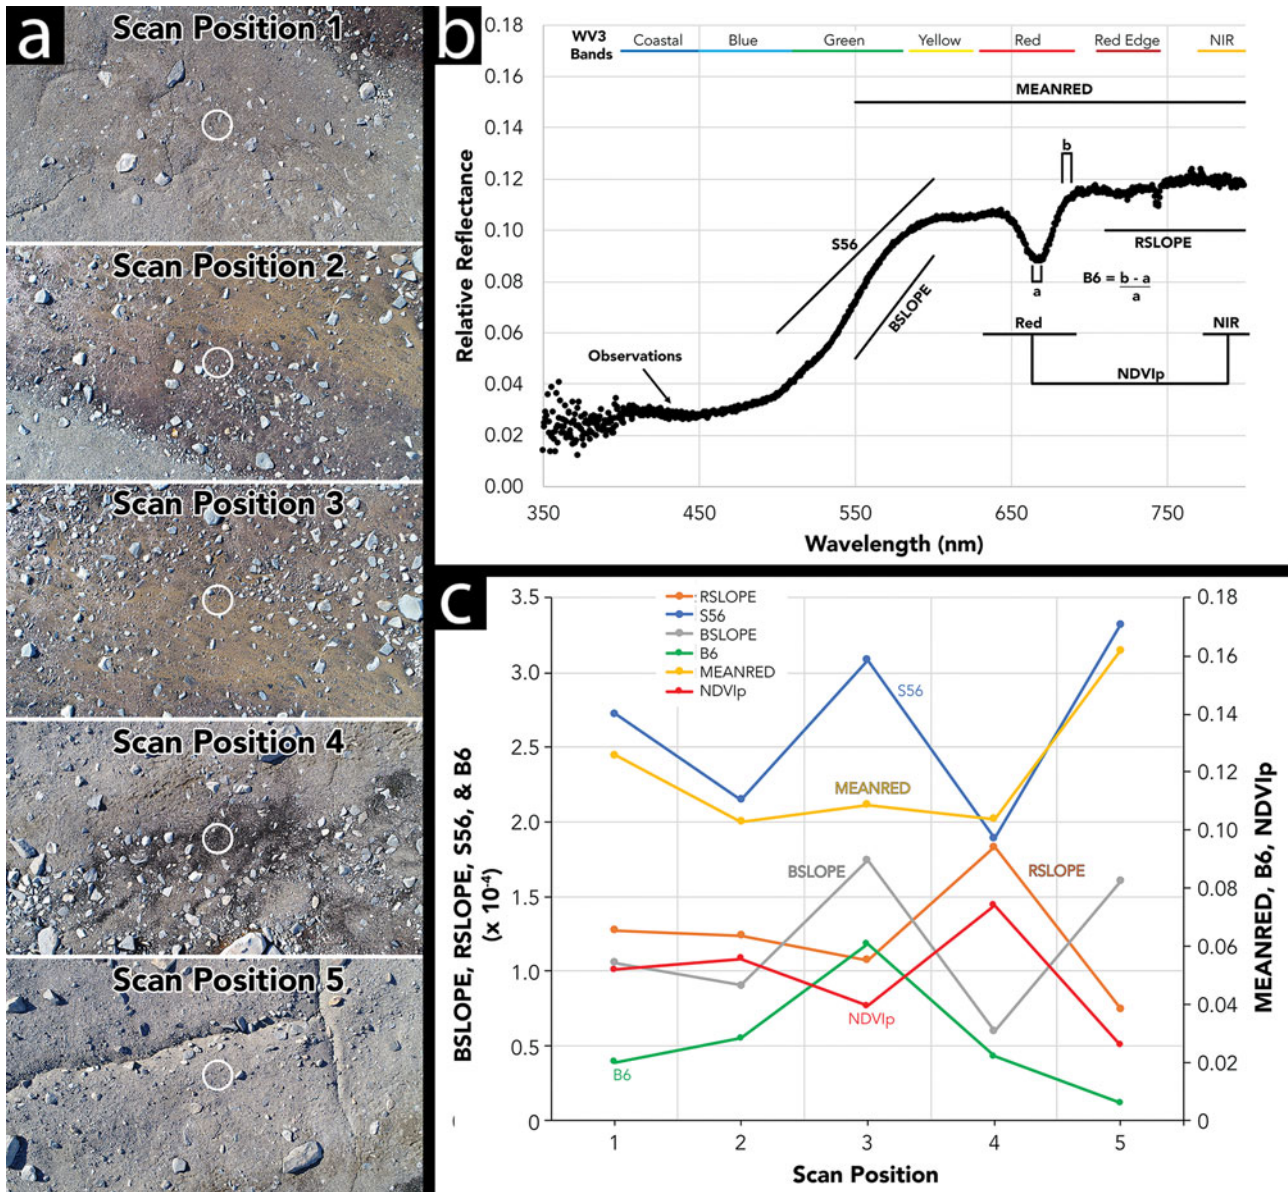 a
Scan Position 1
Scan Position 2
Scan Position 3
Scan Position 4
Scan Position 5
b
WV3 Bands
Coastal
Blue
Green
Yellow
Red
Red Edge
NIR
MEANRED
b
S56
BSLOPE
RSLOPE
a
B6 = b - a
a
Observations
Red
NIR
NDVIp
0.18
0.16
0.14
0.12
0.10
0.08
0.06
0.04
0.02
0.00
Relative Reflectance
350
450
550
650
750
Wavelength (nm)
c
RSLOPE
S56
BSLOPE
B6
MEANRED
NDVIp
S56
MEANRED
BSLOPE
RSLOPE
NDVIp
B6
3.5
3.0
2.5
2.0
1.5
1.0
0.5
0
BSLOPE, RSLOPE, S56, & B6
(x 10⁻⁴)
0.18
0.16
0.14
0.12
0.10
0.08
0.06
0.04
0.02
0
MEANRED, B6, NDVIp
1
2
3
4
5
Scan Position